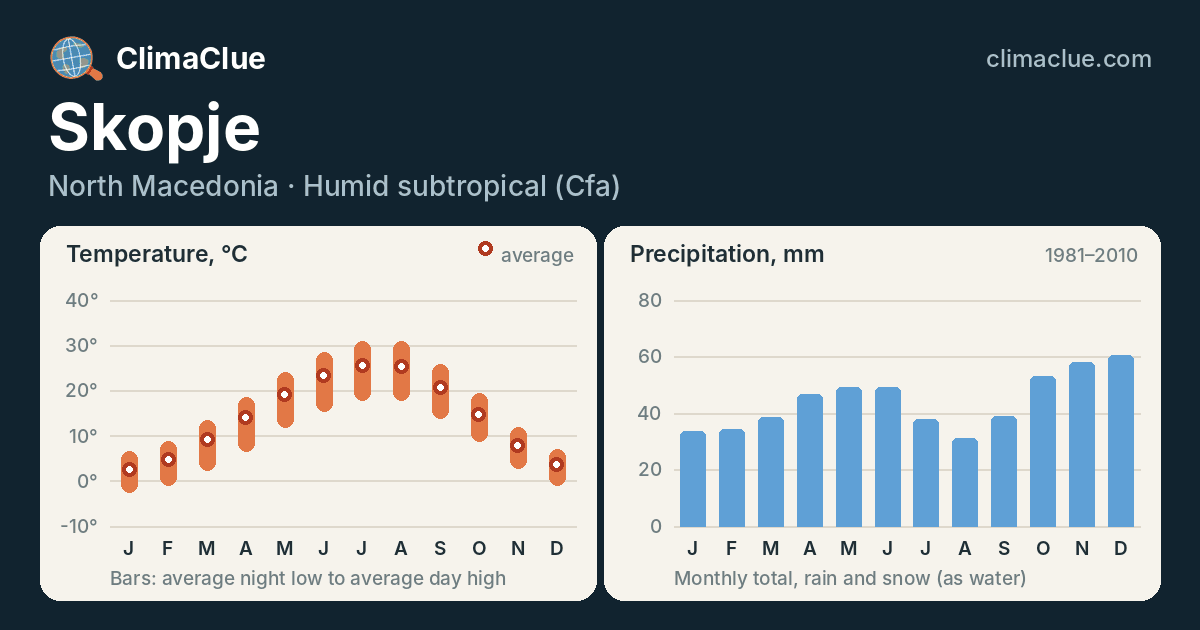 ClimaClue
climaclue.com
Skopje
North Macedonia · Humid subtropical (Cfa)
Temperature, °C
average
40°
30°
20°
10°
0°
-10°
J F M A M J J A S O N D
Bars: average night low to average day high
Precipitation, mm
1981–2010
80
60
40
20
0
J F M A M J J A S O N D
Monthly total, rain and snow (as water)